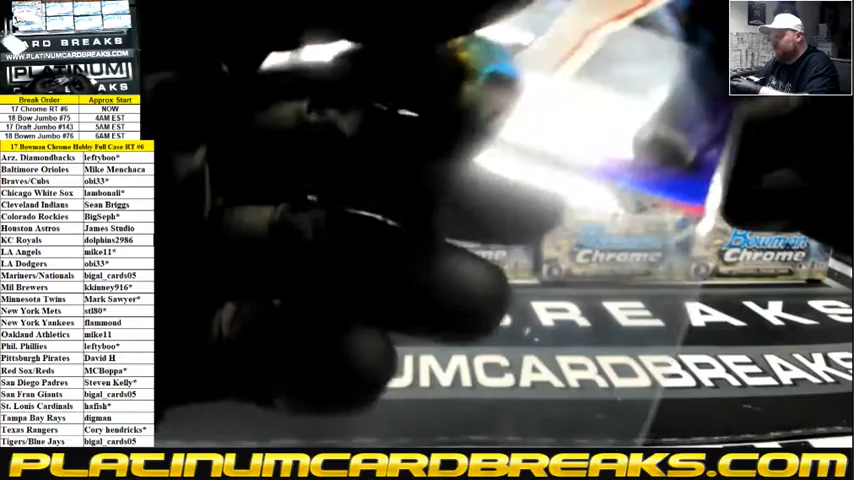 ARD BREAKS
WWW.PLATINUMCARDBREAKS.COM
PLATINUM
Break Order Approx Start
17 Chrome RT #6 NOW
18 Bow Jumbo #75 4AM EST
17 Draft Jumbo #143 5AM EST
18 Bowm Jumbo #76 6AM EST
17 Bowman Chrome Hobby Full Case RT #6
Arz. Diamondbacks leftyboo*
Baltimore Orioles Mike Menchaca
Braves/Cubs obi33*
Chicago White Sox lambonali*
Cleveland Indians Sean Briggs
Colorado Rockies BigSeph*
Houston Astros James Studio
KC Royals dolphins2986
LA Angels mike11*
LA Dodgers obi33*
Mariners/Nationals bigal_cards05
Mil Brewers kkinney916*
Minnesota Twins Mark Sawyer*
New York Mets stl80*
New York Yankees flammond
Oakland Athletics mike11
Phil. Phillies leftyboo*
Pittsburgh Pirates David H
Red Sox/Reds MCBoppa*
San Diego Padres Steven Kelly*
San Fran Giants bigal_cards05
St. Louis Cardinals hafish*
Tampa Bay Rays digman
Texas Rangers Cory hendricks*
Tigers/Blue Jays bigal_cards05
Bowman
Chrome
Bowman
Chrome
BREAKS
UMCARDBREAKS
PLATINUMCARDBREAKS.COM